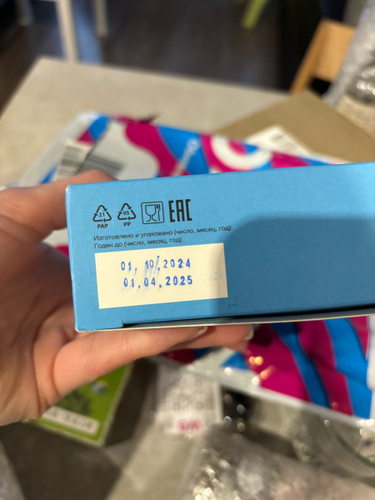 21
05
PAP
PP
EAC
Изготовлено и упаковано (число, месяц, год):
Годен до (число, месяц, год):
01,10,2024
01,04,2025